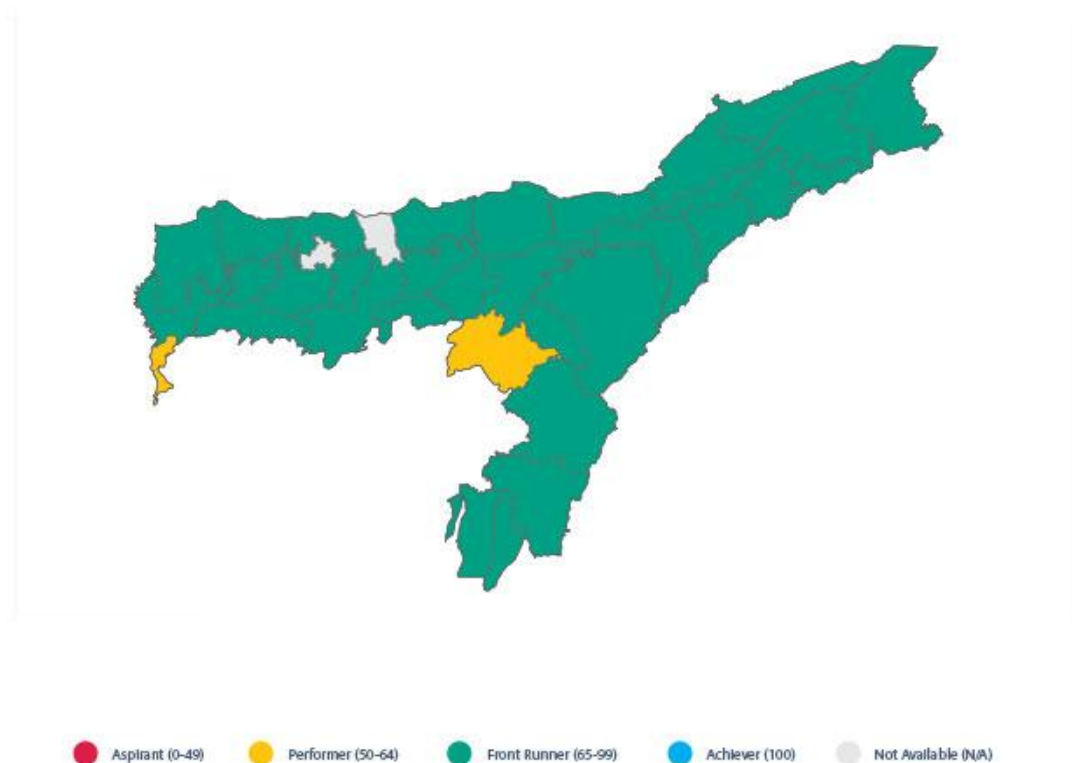 Aspirant (0-49) Performer (50-64) Front Runner (65-99) Achiever (100) Not Available (N/A)